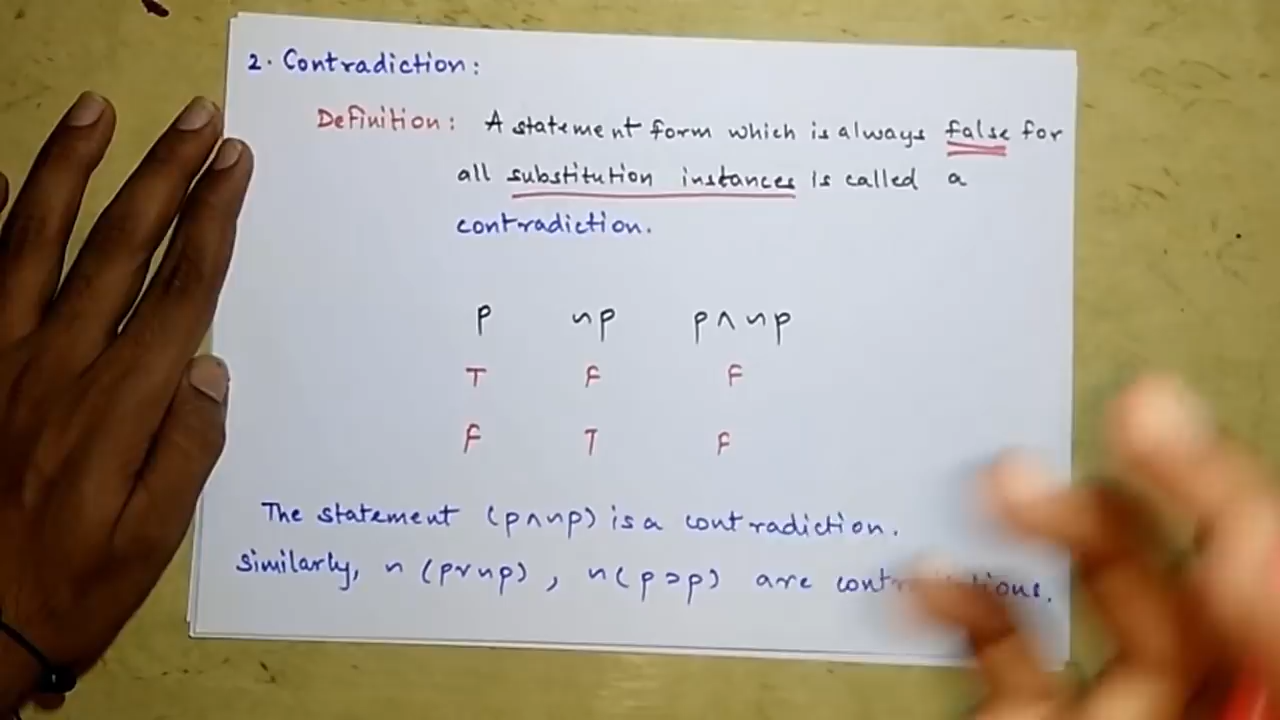 2. Contradiction:
Definition: A statement form which is always false for
all substitution instances is called a
contradiction.
p ~p p∧~p
T F F
F T F
The statement (p∧~p) is a contradiction.
Similarly, ~(p∨~p), ~(p⊃p) are contradictions.